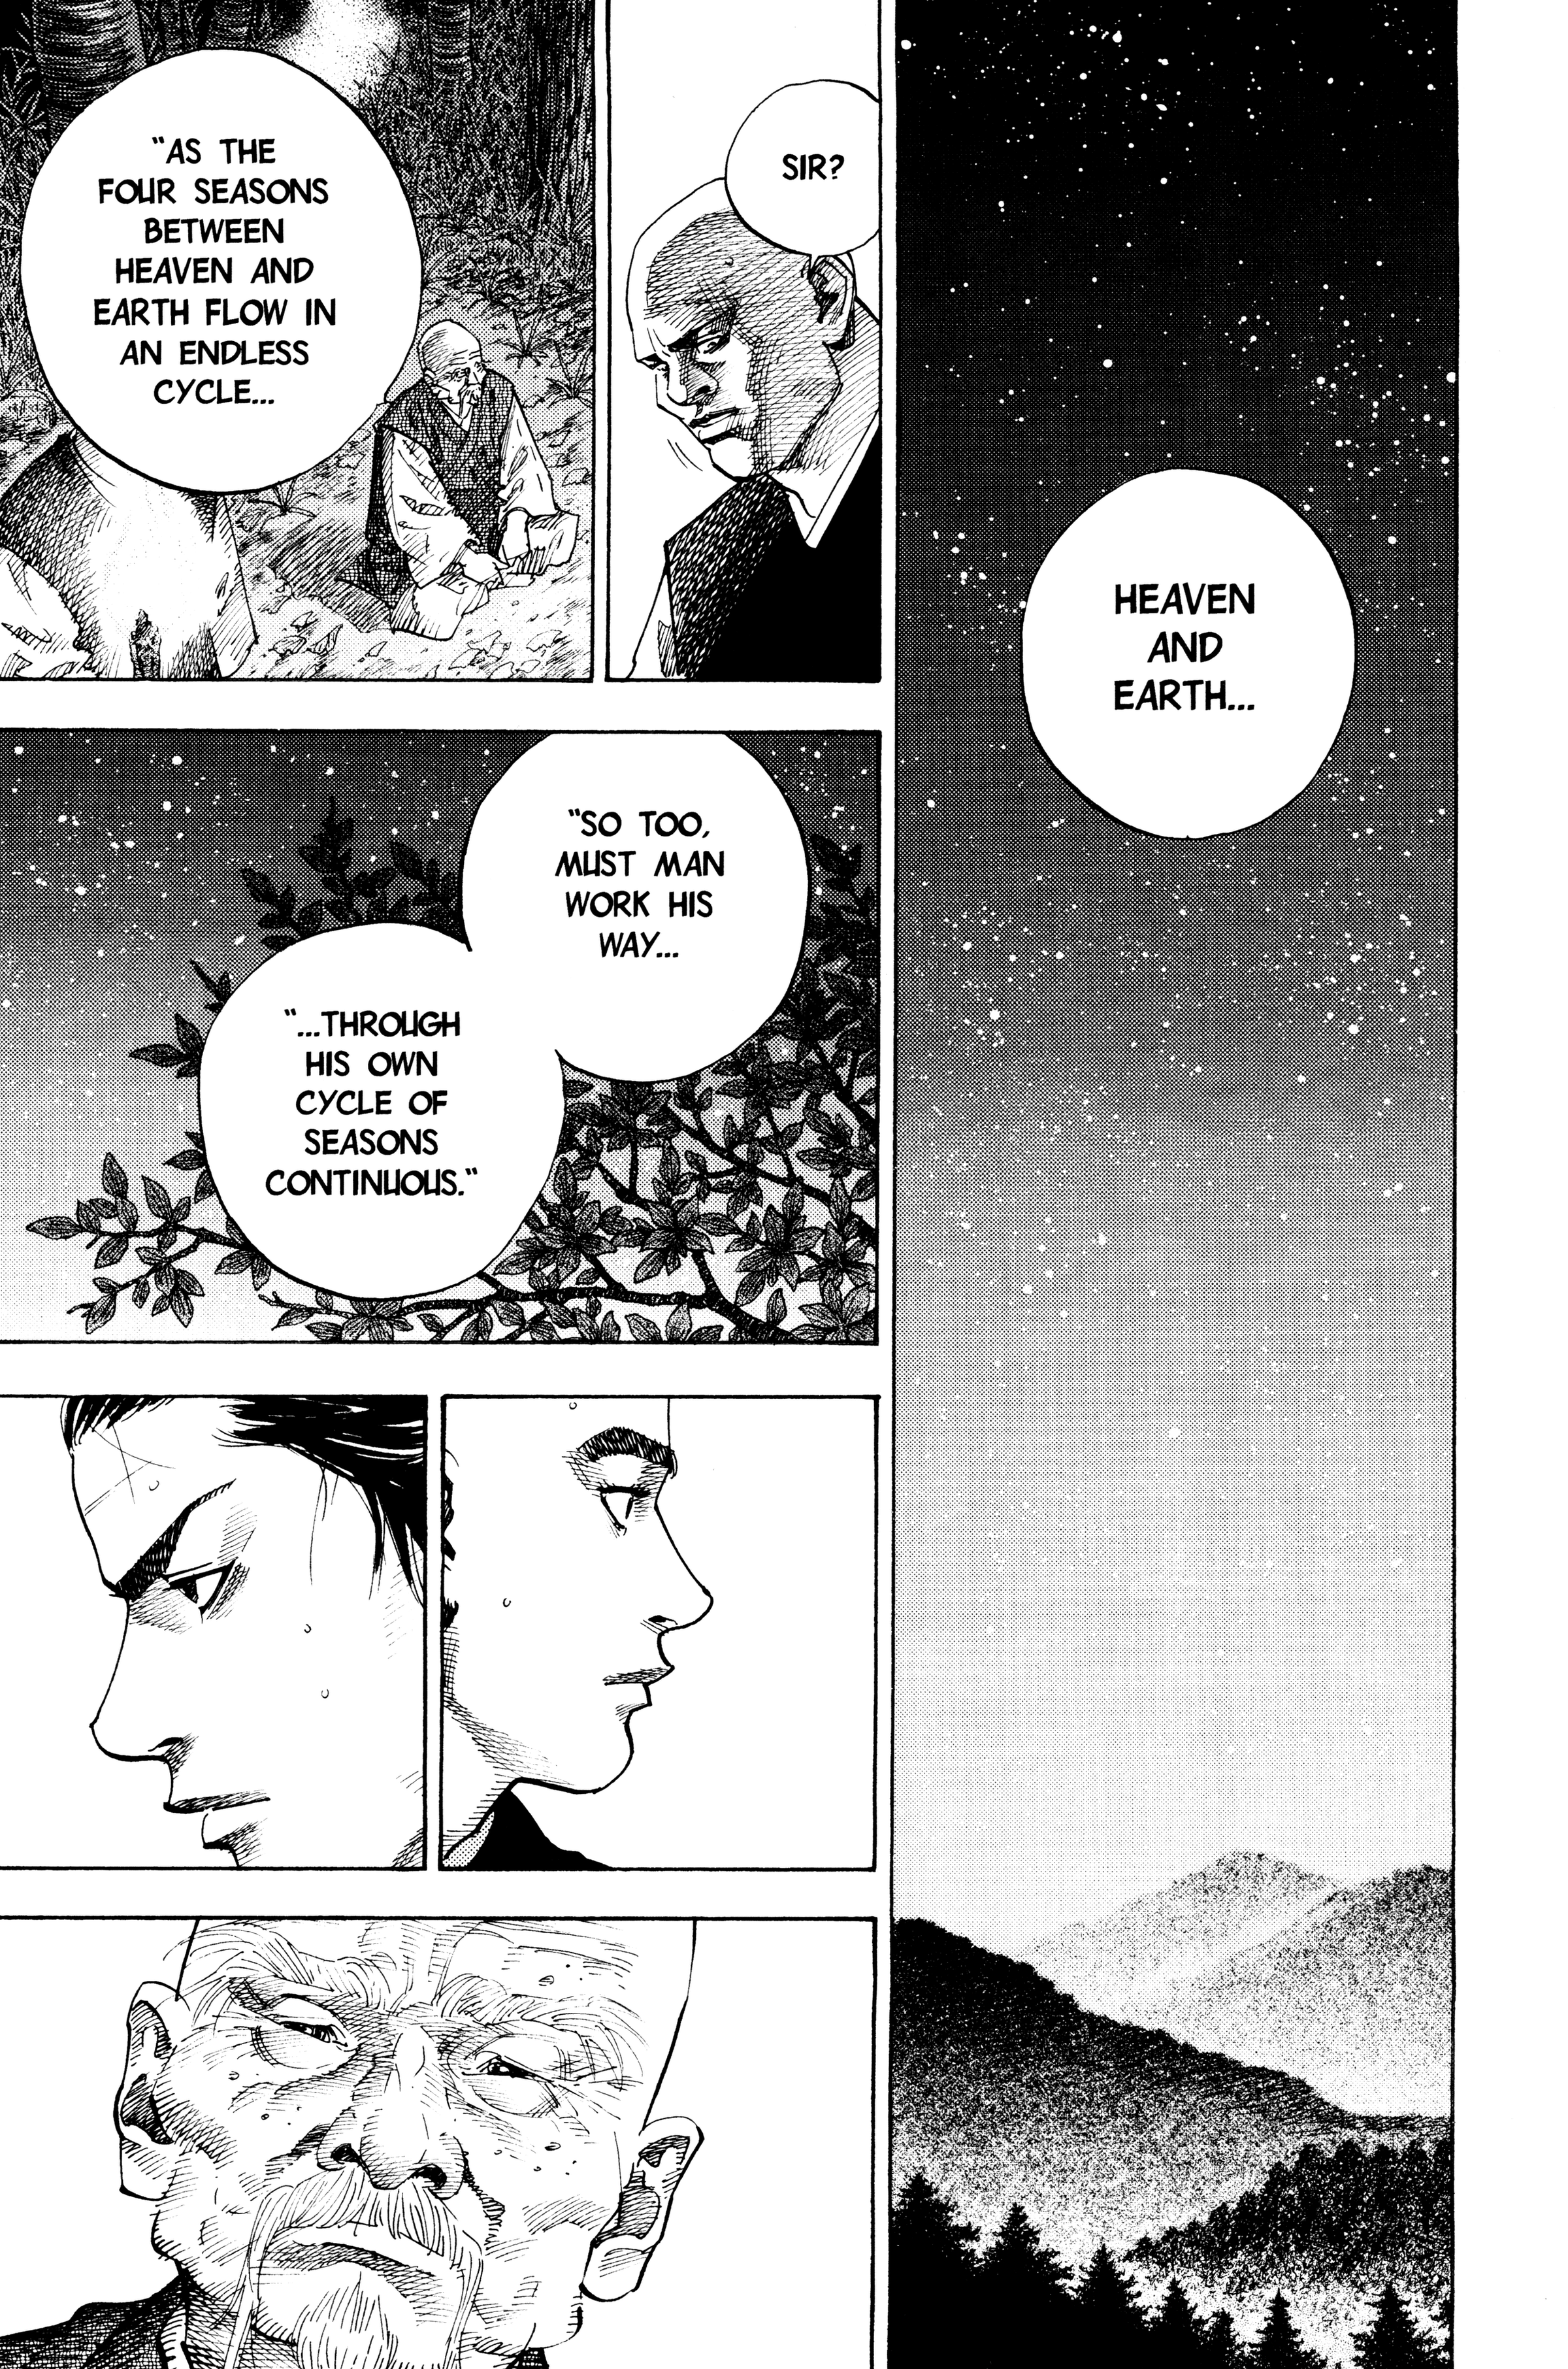 HEAVEN
AND
EARTH...
SIR?
"AS THE
FOUR SEASONS
BETWEEN
HEAVEN AND
EARTH FLOW IN
AN ENDLESS
CYCLE...
"SO TOO,
MUST MAN
WORK HIS
WAY...
"...THROUGH
HIS OWN
CYCLE OF
SEASONS
CONTINUOUS."